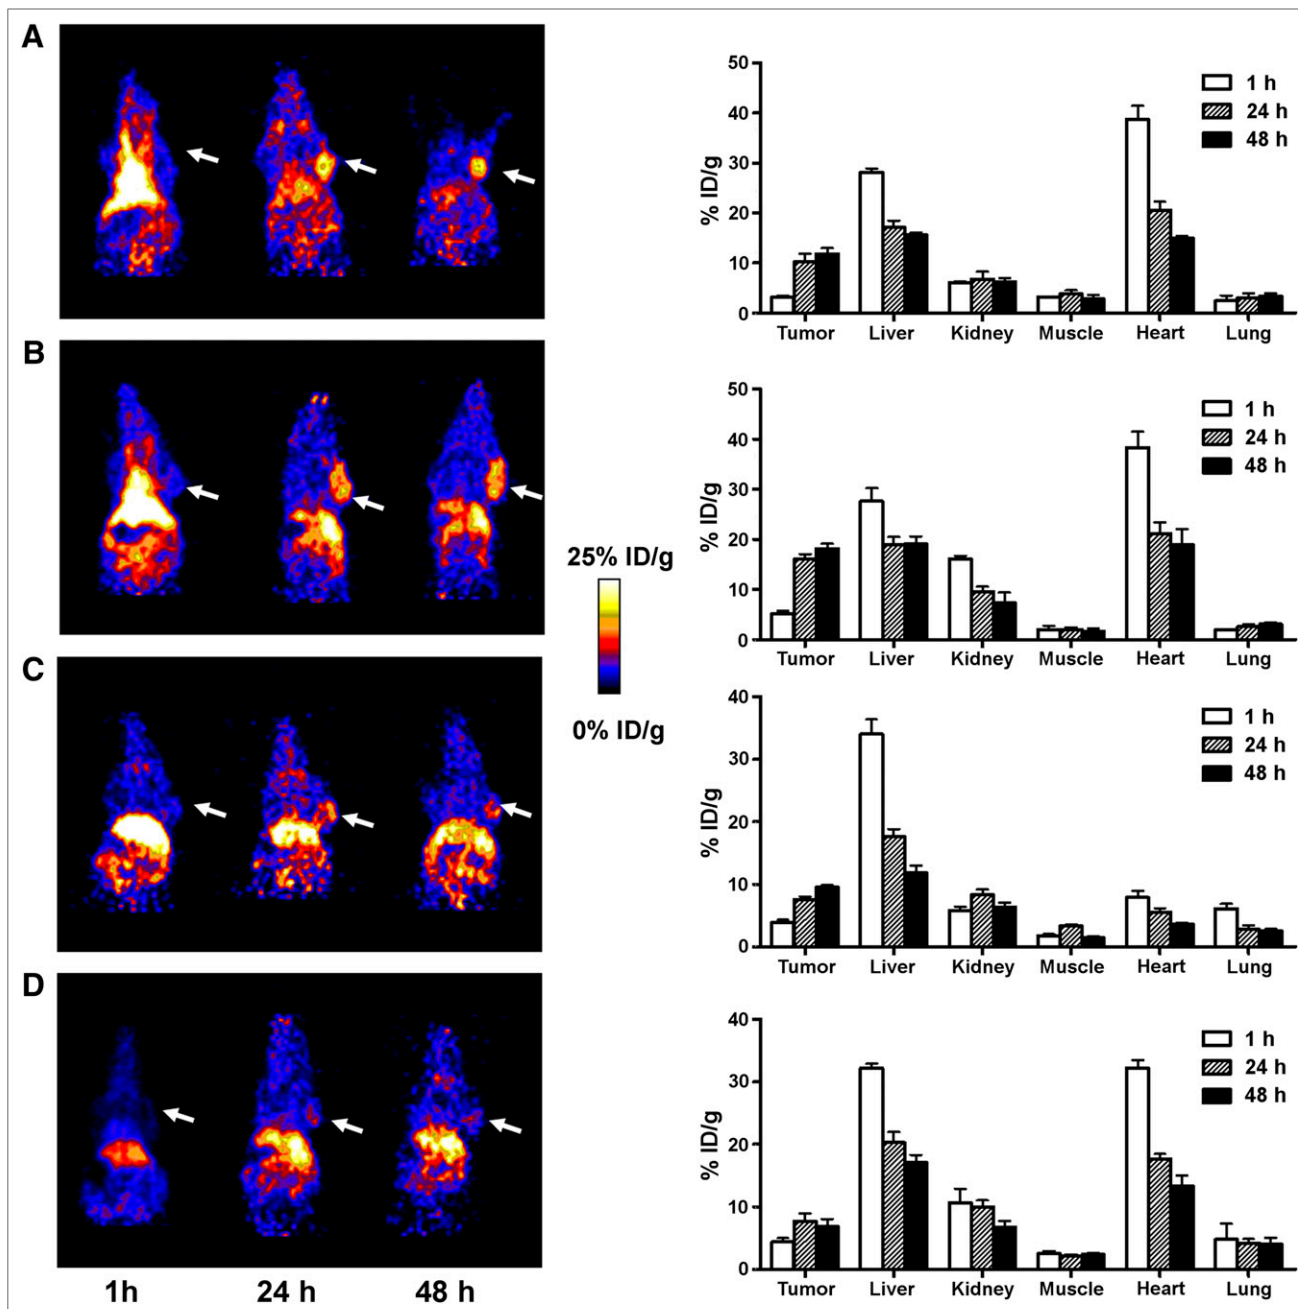 A
50
40
30
20
10
0
% ID/g
1 h
24 h
48 h
Tumor Liver Kidney Muscle Heart Lung
B
50
40
30
20
10
0
% ID/g
1 h
24 h
48 h
Tumor Liver Kidney Muscle Heart Lung
25% ID/g
0% ID/g
C
40
30
20
10
0
% ID/g
1 h
24 h
48 h
Tumor Liver Kidney Muscle Heart Lung
D
40
30
20
10
0
% ID/g
1 h
24 h
48 h
Tumor Liver Kidney Muscle Heart Lung
1h 24 h 48 h